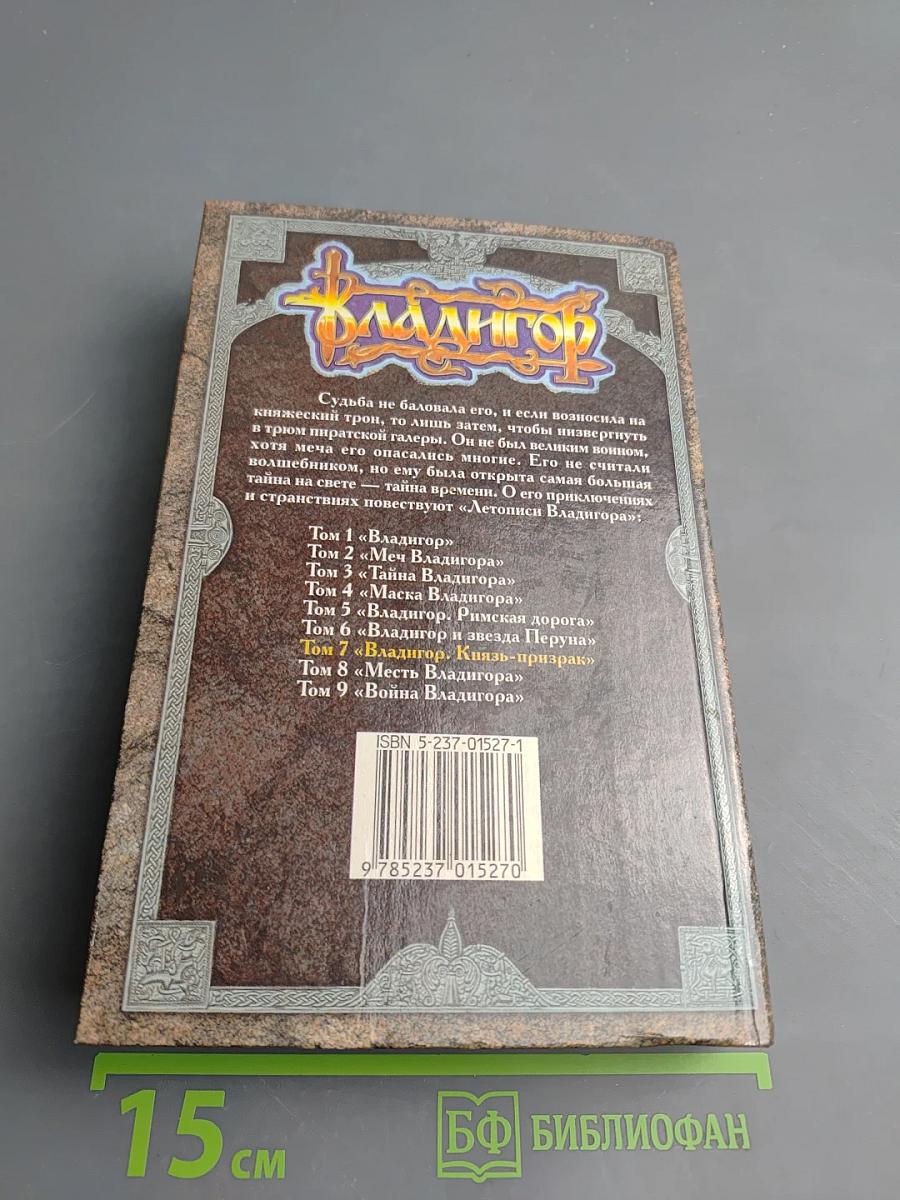 Владигор
Судьба не баловала его, и если возносила на
княжеский трон, то лишь затем, чтобы низвергнуть
в трюм пиратской галеры. Он не был великим воином,
хотя меча его опасались многие. Его не считали
волшебником, но ему была открыта самая большая
тайна на свете — тайна времени. О его приключениях
и странствиях повествуют «Летописи Владигора»:
Том 1 «Владигор»
Том 2 «Меч Владигора»
Том 3 «Тайна Владигора»
Том 4 «Маска Владигора»
Том 5 «Владигор. Римская дорога»
Том 6 «Владигор и звезда Перуна»
Том 7 «Владигор. Князь-призрак»
Том 8 «Месть Владигора»
Том 9 «Война Владигора»
ISBN 5-237-01527-1
9 785237 015270
15 см
БФ БИБЛИОФАН